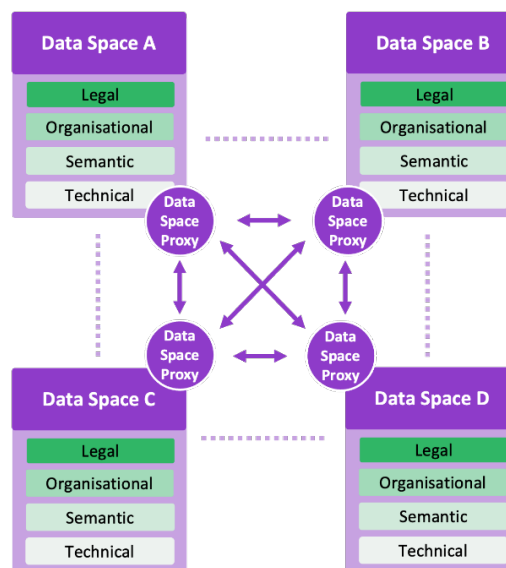 Data Space A
Legal
Organisational
Semantic
Technical
Data Space B
Legal
Organisational
Semantic
Technical
Data
Space
Proxy
Data
Space
Proxy
Data
Space
Proxy
Data
Space
Proxy
Data Space C
Legal
Organisational
Semantic
Technical
Data Space D
Legal
Organisational
Semantic
Technical